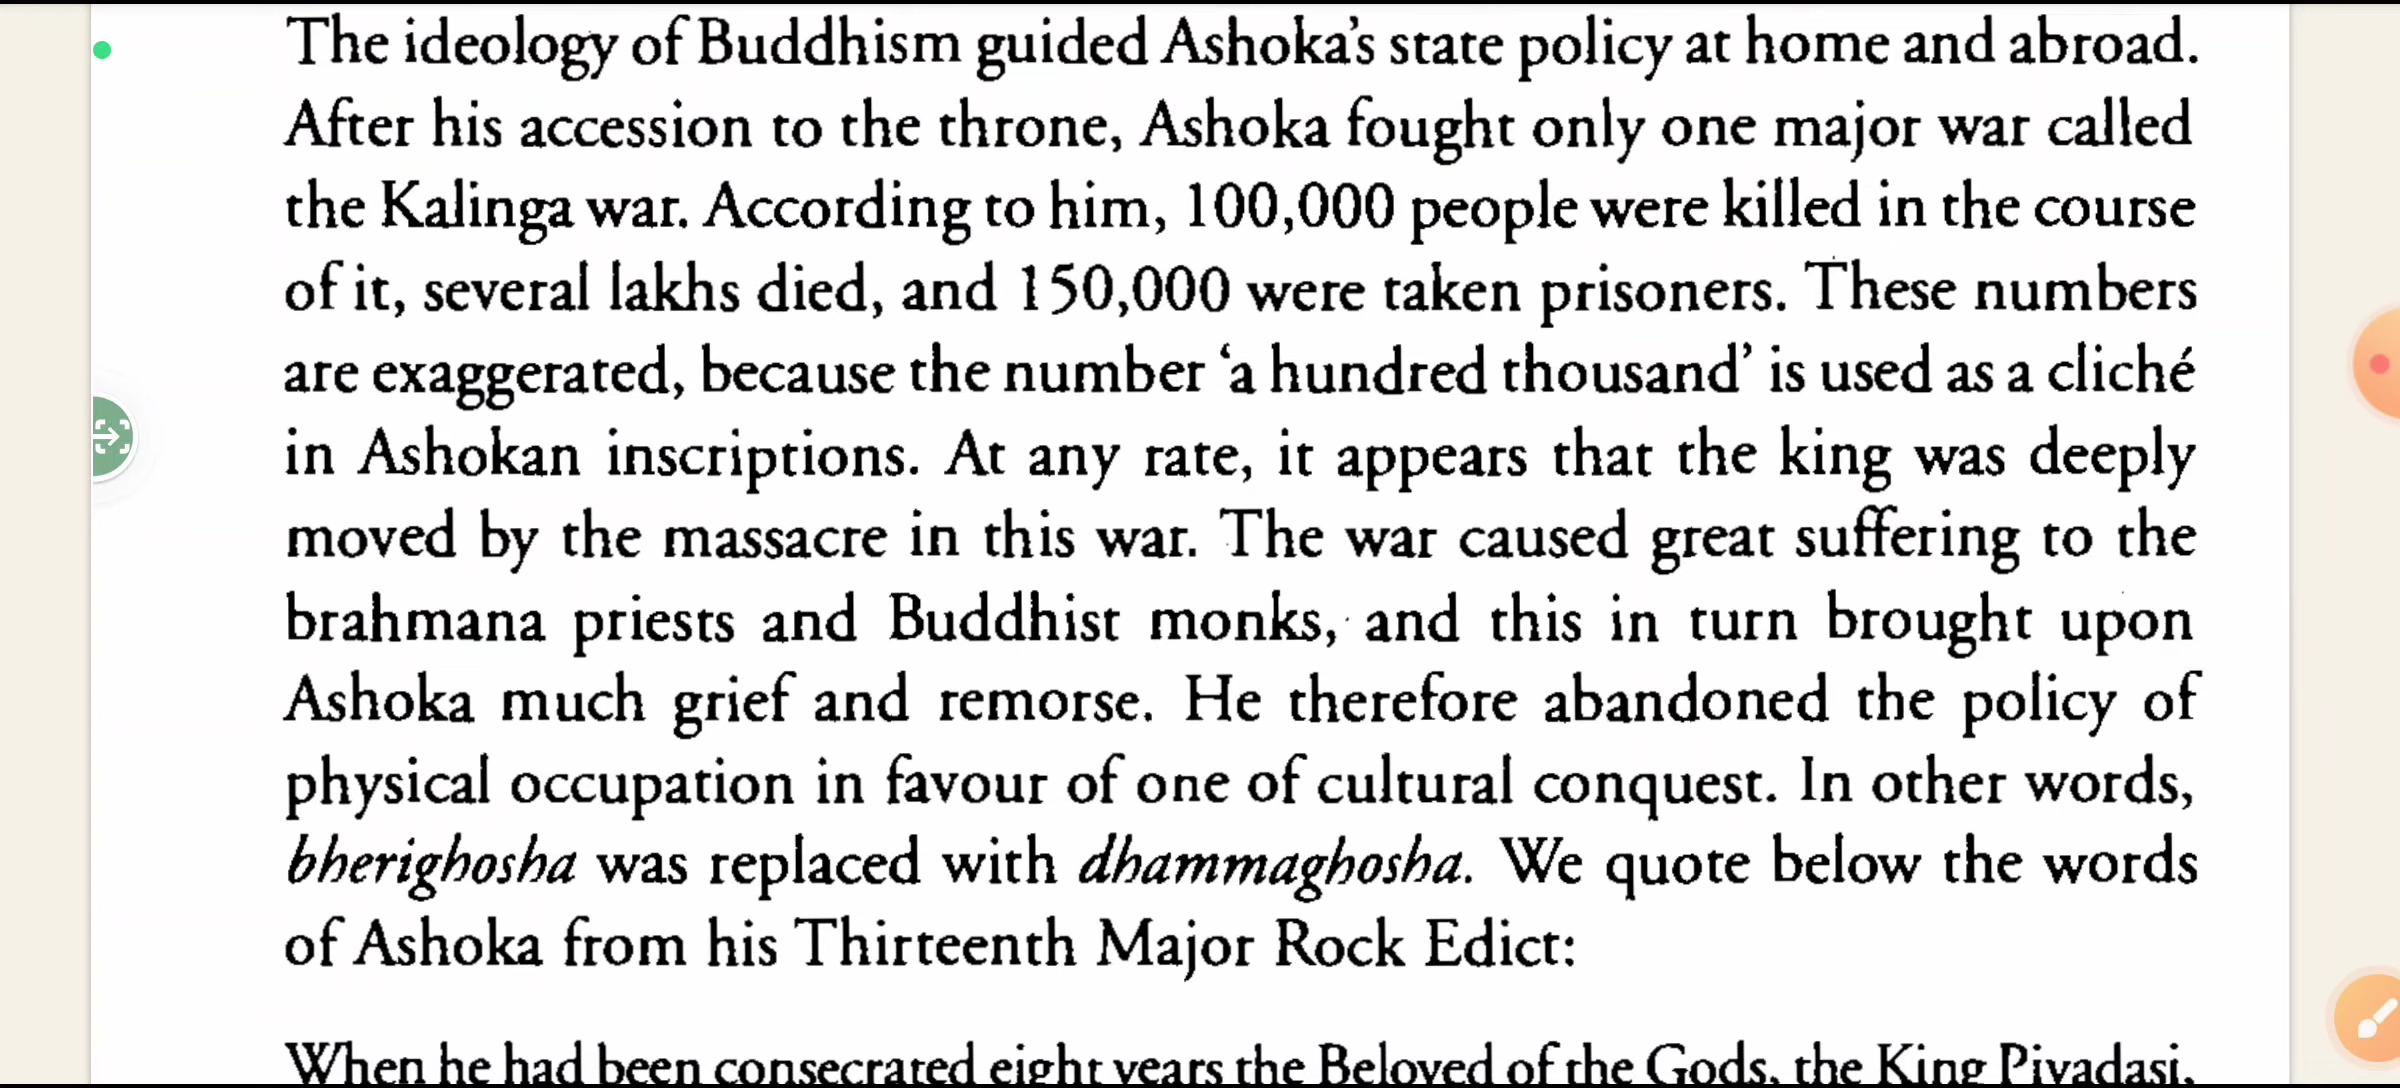 The ideology of Buddhism guided Ashoka’s state policy at home and abroad.
After his accession to the throne, Ashoka fought only one major war called
the Kalinga war. According to him, 100,000 people were killed in the course
of it, several lakhs died, and 150,000 were taken prisoners. These numbers
are exaggerated, because the number ‘a hundred thousand’ is used as a cliché
in Ashokan inscriptions. At any rate, it appears that the king was deeply
moved by the massacre in this war. The war caused great suffering to the
brahmana priests and Buddhist monks, and this in turn brought upon
Ashoka much grief and remorse. He therefore abandoned the policy of
physical occupation in favour of one of cultural conquest. In other words,
bherighosha was replaced with dhammaghosha. We quote below the words
of Ashoka from his Thirteenth Major Rock Edict:
When he had been consecrated eight years the Beloved of the Gods, the King Piyadasi,